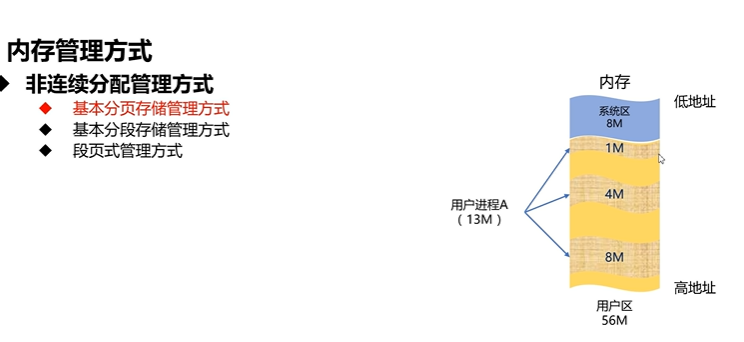 内存管理方式
非连续分配管理方式
基本分页存储管理方式
基本分段存储管理方式
段页式管理方式
内存
低地址
系统区
8M
1M
用户进程A
（13M）
4M
8M
高地址
用户区
56M